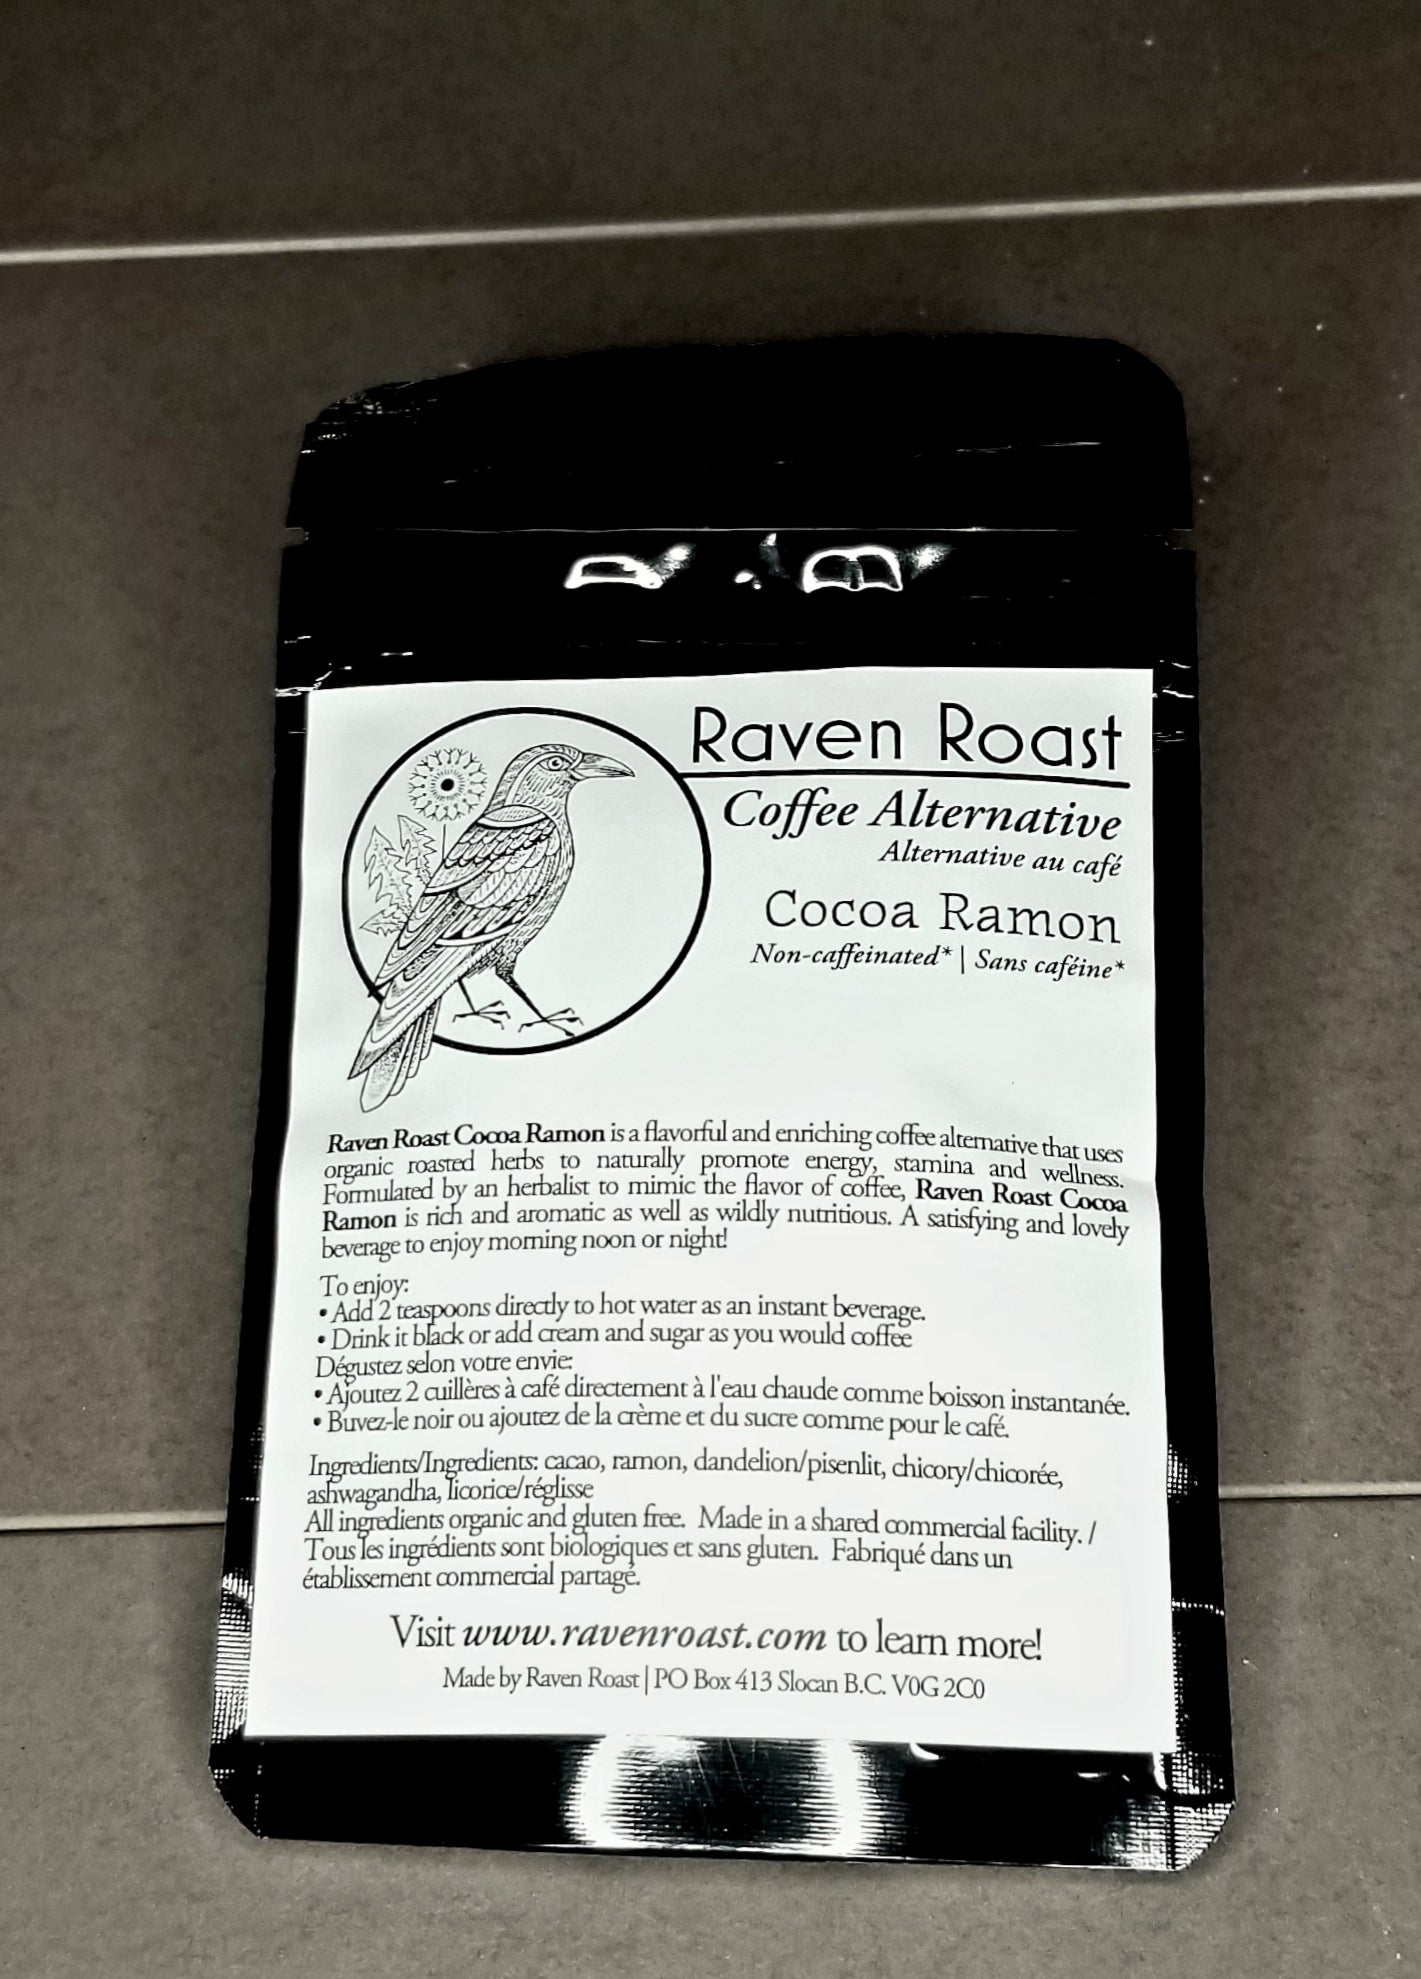 Raven Roast
Coffee Alternative
Alternative au café
Cocoa Ramon
Non-caffeinated* | Sans caféine*
Raven Roast Cocoa Ramon is a flavorful and enriching coffee alternative that uses
organic roasted herbs to naturally promote energy, stamina and wellness.
Formulated by an herbalist to mimic the flavor of coffee, Raven Roast Cocoa
Ramon is rich and aromatic as well as wildly nutritious. A satisfying and lovely
beverage to enjoy morning noon or night!
To enjoy:
• Add 2 teaspoons directly to hot water as an instant beverage.
• Drink it black or add cream and sugar as you would coffee
Dégustez selon votre envie:
• Ajoutez 2 cuillères à café directement à l'eau chaude comme boisson instantanée.
• Buvez-le noir ou ajoutez de la crème et du sucre comme pour le café.
Ingredients/Ingredients: cacao, ramon, dandelion/pisenlit, chicory/chicorée,
ashwagandha, licorice/réglisse
All ingredients organic and gluten free. Made in a shared commercial facility. /
Tous les ingrédients sont biologiques et sans gluten. Fabriqué dans un
établissement commercial partagé.
Visit www.ravenroast.com to learn more!
Made by Raven Roast | PO Box 413 Slocan B.C. V0G 2C0